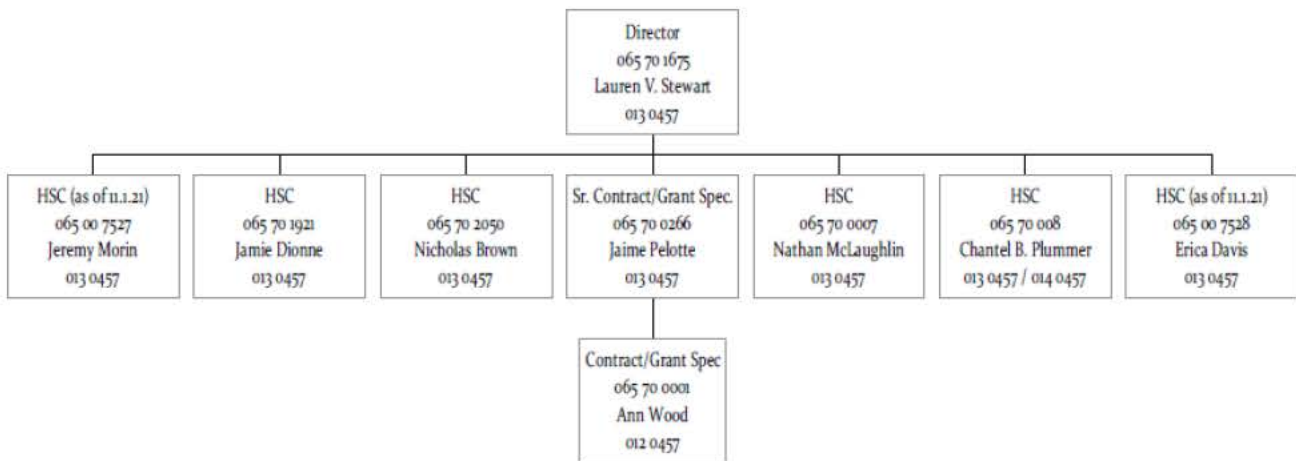 Director
065 70 1675
Lauren V. Stewart
013 0457
HSC (as of 11.1.21)
065 00 7527
Jeremy Morin
013 0457
HSC
065 70 1921
Jamie Dionne
013 0457
HSC
065 70 2050
Nicholas Brown
013 0457
Sr. Contract/Grant Spec.
065 70 0266
Jaime Pelotte
013 0457
HSC
065 70 0007
Nathan McLaughlin
013 0457
HSC
065 70 008
Chantel B. Plummer
013 0457 / 014 0457
HSC (as of 11.1.21)
065 00 7528
Erica Davis
013 0457
Contract/Grant Spec
065 70 0001
Ann Wood
012 0457